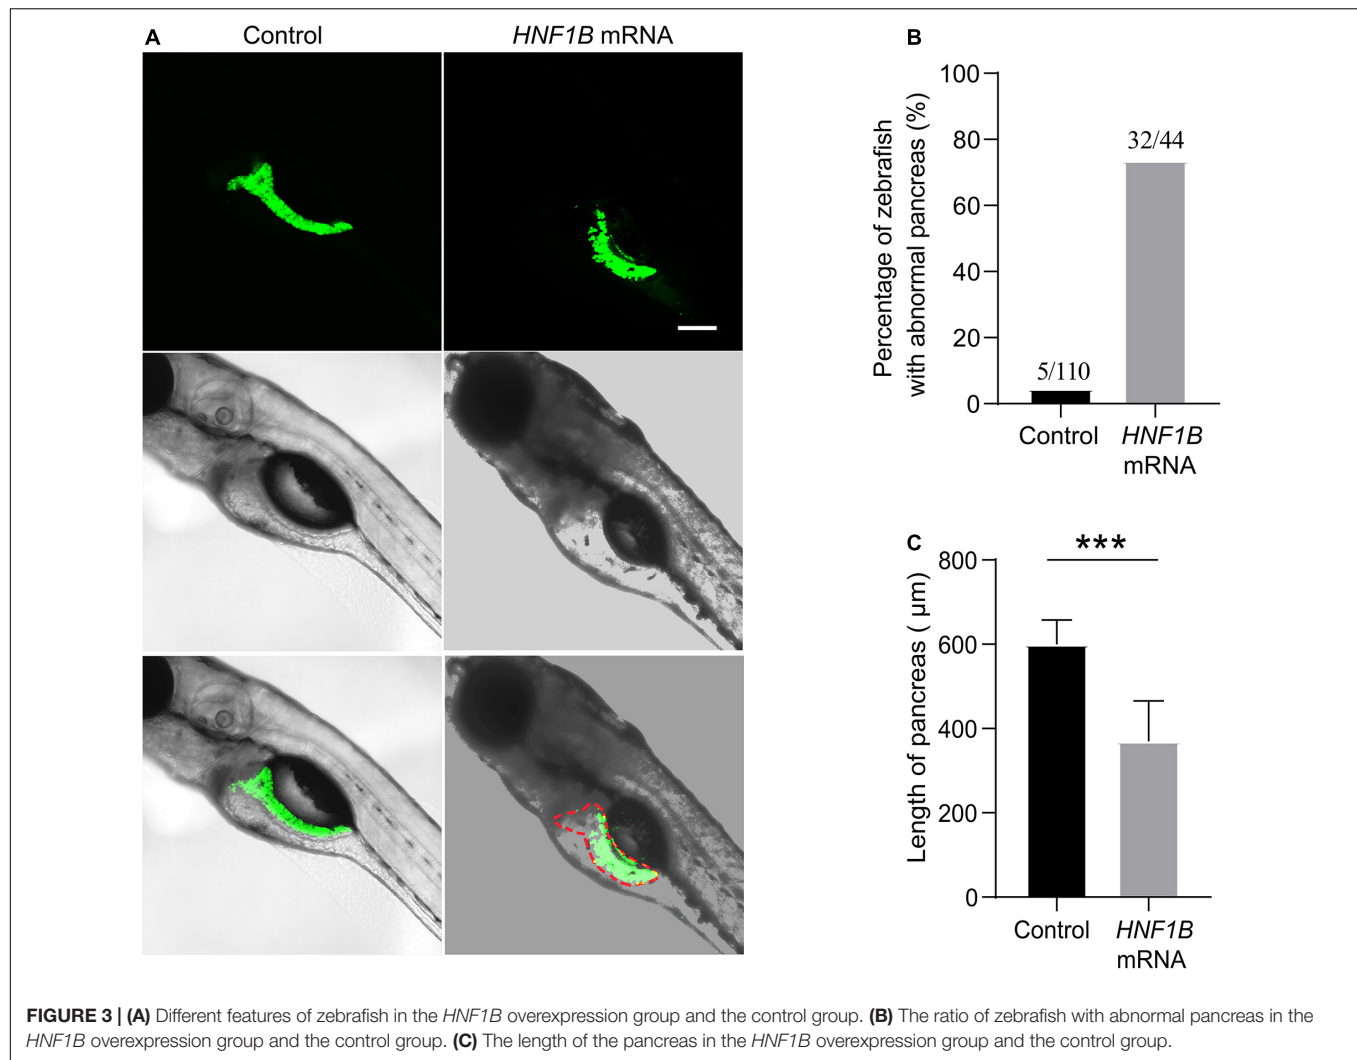 A
Control
HNF1B mRNA
B
Percentage of zebrafish
with abnormal pancreas (%)
100
80
60
40
20
0
5/110
32/44
Control
HNF1B
mRNA
C
Length of pancreas ( μm)
800
600
400
200
0
***
Control
HNF1B
mRNA
FIGURE 3 | (A) Different features of zebrafish in the HNF1B overexpression group and the control group. (B) The ratio of zebrafish with abnormal pancreas in the
HNF1B overexpression group and the control group. (C) The length of the pancreas in the HNF1B overexpression group and the control group.